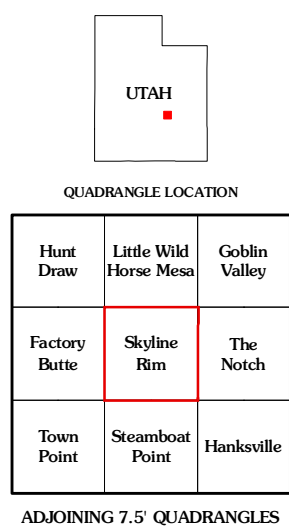 UTAH
QUADRANGLE LOCATION
Hunt
Draw
Little Wild
Horse Mesa
Goblin
Valley
Factory
Butte
Skyline
Rim
The
Notch
Town
Point
Steamboat
Point
Hanksville
ADJOINING 7.5' QUADRANGLES